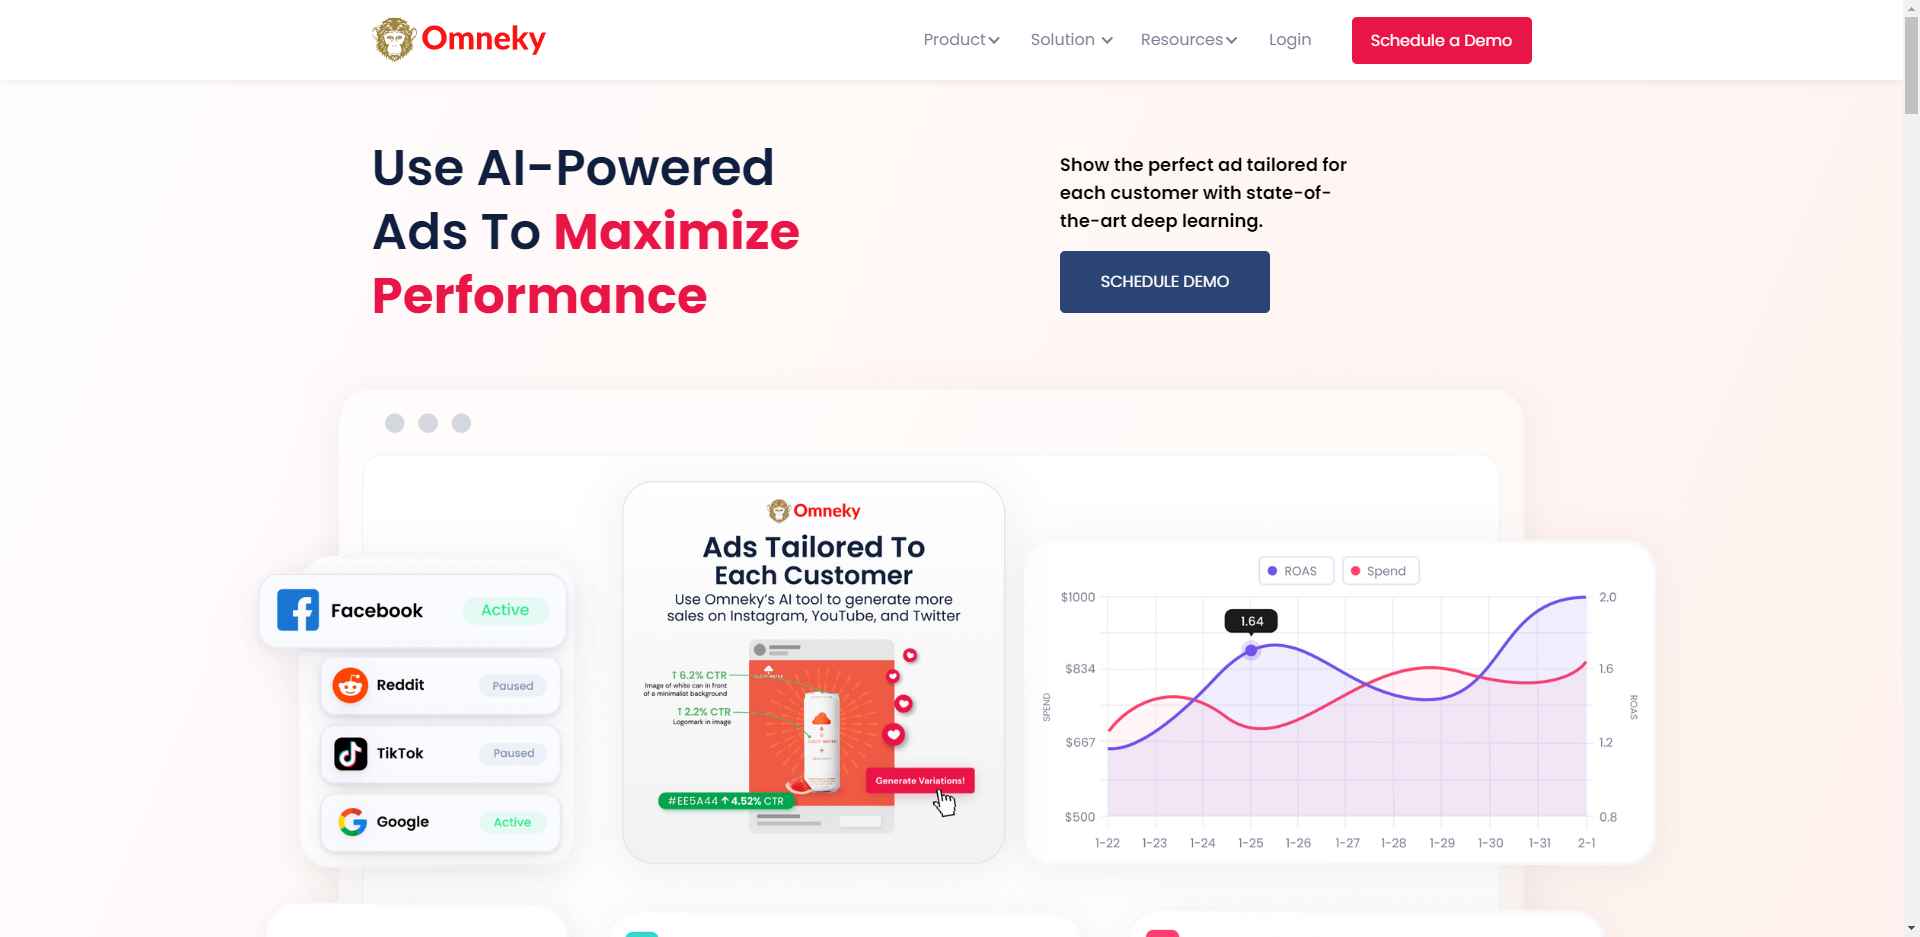 Omneky
Product
Solution
Resources
Login
Schedule a Demo
Use AI-Powered
Ads To Maximize
Performance
Show the perfect ad tailored for
each customer with state-of-
the-art deep learning.
SCHEDULE DEMO
Facebook
Active
Reddit
Paused
TikTok
Paused
Google
Active
Omneky
Ads Tailored To
Each Customer
Use Omneky's AI tool to generate more
sales on Instagram, YouTube, and Twitter
↑ 6.2% CTR
Image of white can in front
of a minimalist background
↑ 2.2% CTR
Logomark in image
Generate Variations!
#EE5A44 ↑ 4.52% CTR
ROAS
Spend
$1000
$834
$667
$500
SPEND
1.64
2.0
1.6
1.2
0.8
ROAS
1-22
1-23
1-24
1-25
1-26
1-27
1-28
1-29
1-30
1-31
2-1